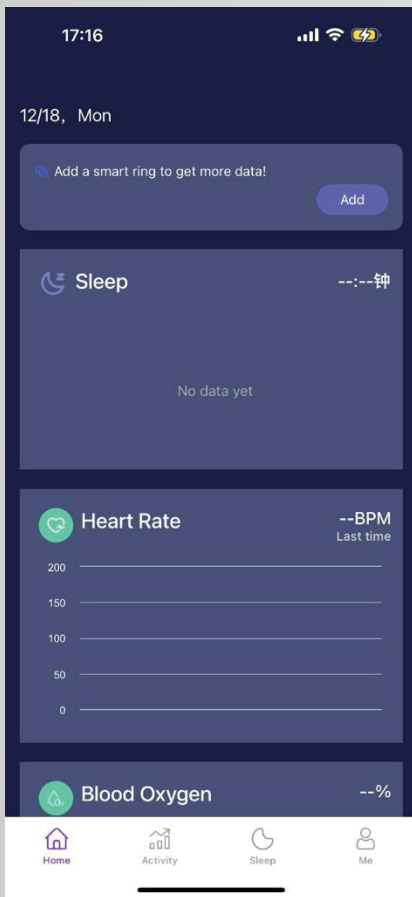 17:16
12/18, Mon
Add a smart ring to get more data!
Add
Sleep
--:--钟
No data yet
Heart Rate
--BPM
Last time
200
150
100
50
0
Blood Oxygen
--%
Home
Activity
Sleep
Me